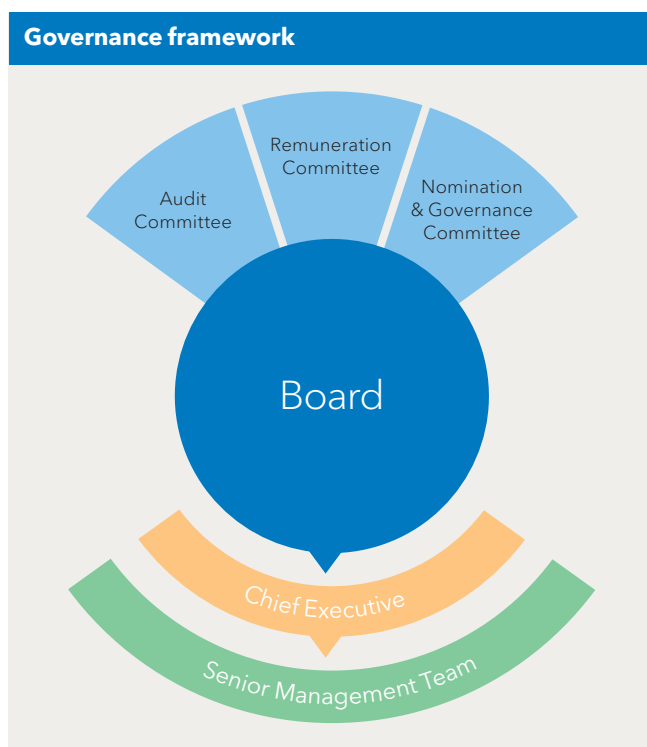 Governance framework
Audit
Committee
Remuneration
Committee
Nomination
& Governance
Committee
Board
Chief Executive
Senior Management Team